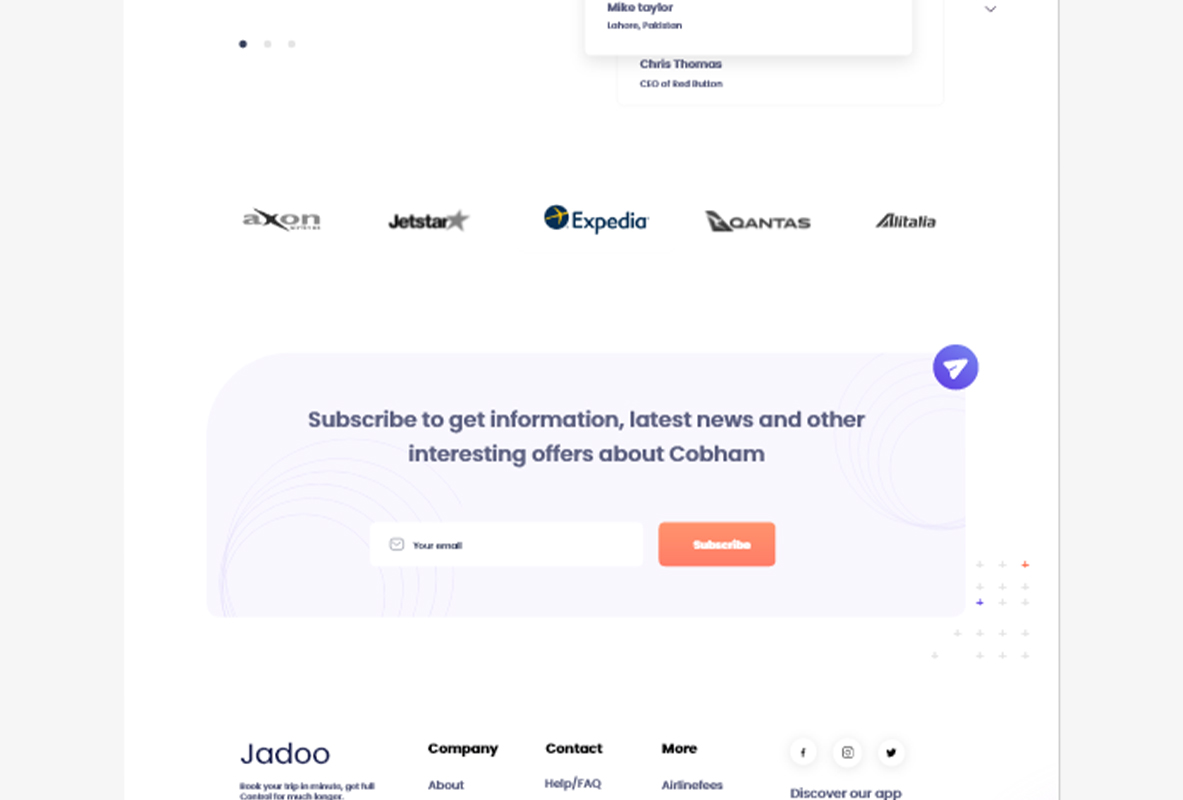 Mike taylor
Lahore, Pakistan
Chris Thomas
CEO of Red Button
axon
Jetstar
Expedia
QANTAS
Alitalia
Subscribe to get information, latest news and other
interesting offers about Cobham
Your email
Subscribe
Jadoo
Book your trip in minute, get full
Control for much longer.
Company
About
Contact
Help/FAQ
More
Airlinefees
Discover our app